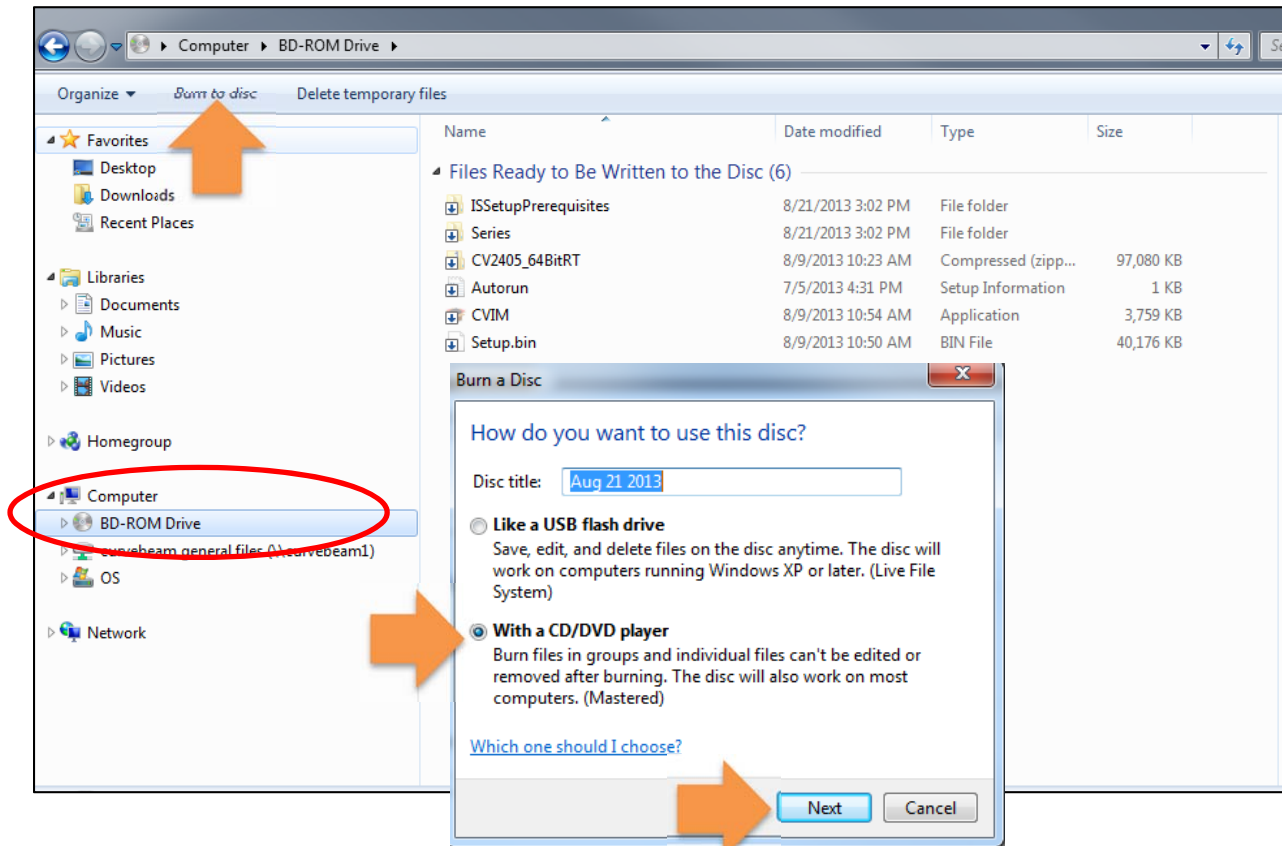 Computer ▸ BD-ROM Drive ▸
Organize Burn to disc Delete temporary files
Favorites
Desktop
Downloads
Recent Places
Libraries
Documents
Music
Pictures
Videos
Homegroup
Computer
BD-ROM Drive
curvebeam general files (\\curvebeam1)
OS
Network
Name Date modified Type Size
Files Ready to Be Written to the Disc (6)
ISSetupPrerequisites 8/21/2013 3:02 PM File folder
Series 8/21/2013 3:02 PM File folder
CV2405_64BitRT 8/9/2013 10:23 AM Compressed (zipp... 97,080 KB
Autorun 7/5/2013 4:31 PM Setup Information 1 KB
CVIM 8/9/2013 10:54 AM Application 3,759 KB
Setup.bin 8/9/2013 10:50 AM BIN File 40,176 KB
Burn a Disc
How do you want to use this disc?
Disc title: Aug 21 2013
Like a USB flash drive
Save, edit, and delete files on the disc anytime. The disc will
work on computers running Windows XP or later. (Live File
System)
With a CD/DVD player
Burn files in groups and individual files can't be edited or
removed after burning. The disc will also work on most
computers. (Mastered)
Which one should I choose?
Next Cancel